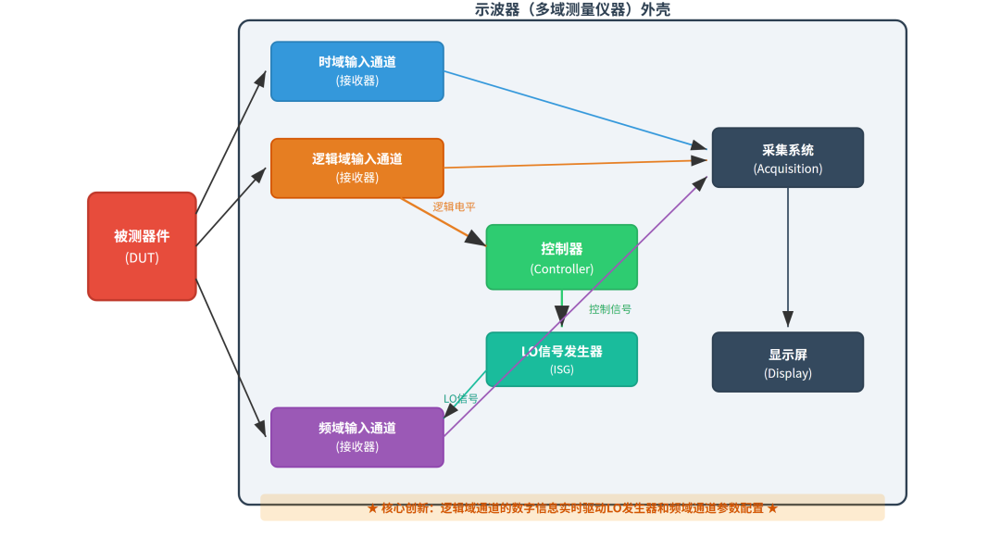 示波器（多域测量仪器）外壳
时域输入通道
(接收器)
逻辑域输入通道
(接收器)
采集系统
(Acquisition)
逻辑电平
被测器件
(DUT)
控制器
(Controller)
控制信号
LO信号发生器
(ISG)
显示屏
(Display)
LO信号
频域输入通道
(接收器)
★ 核心创新：逻辑域通道的数字信息实时驱动LO发生器和频域通道参数配置 ★